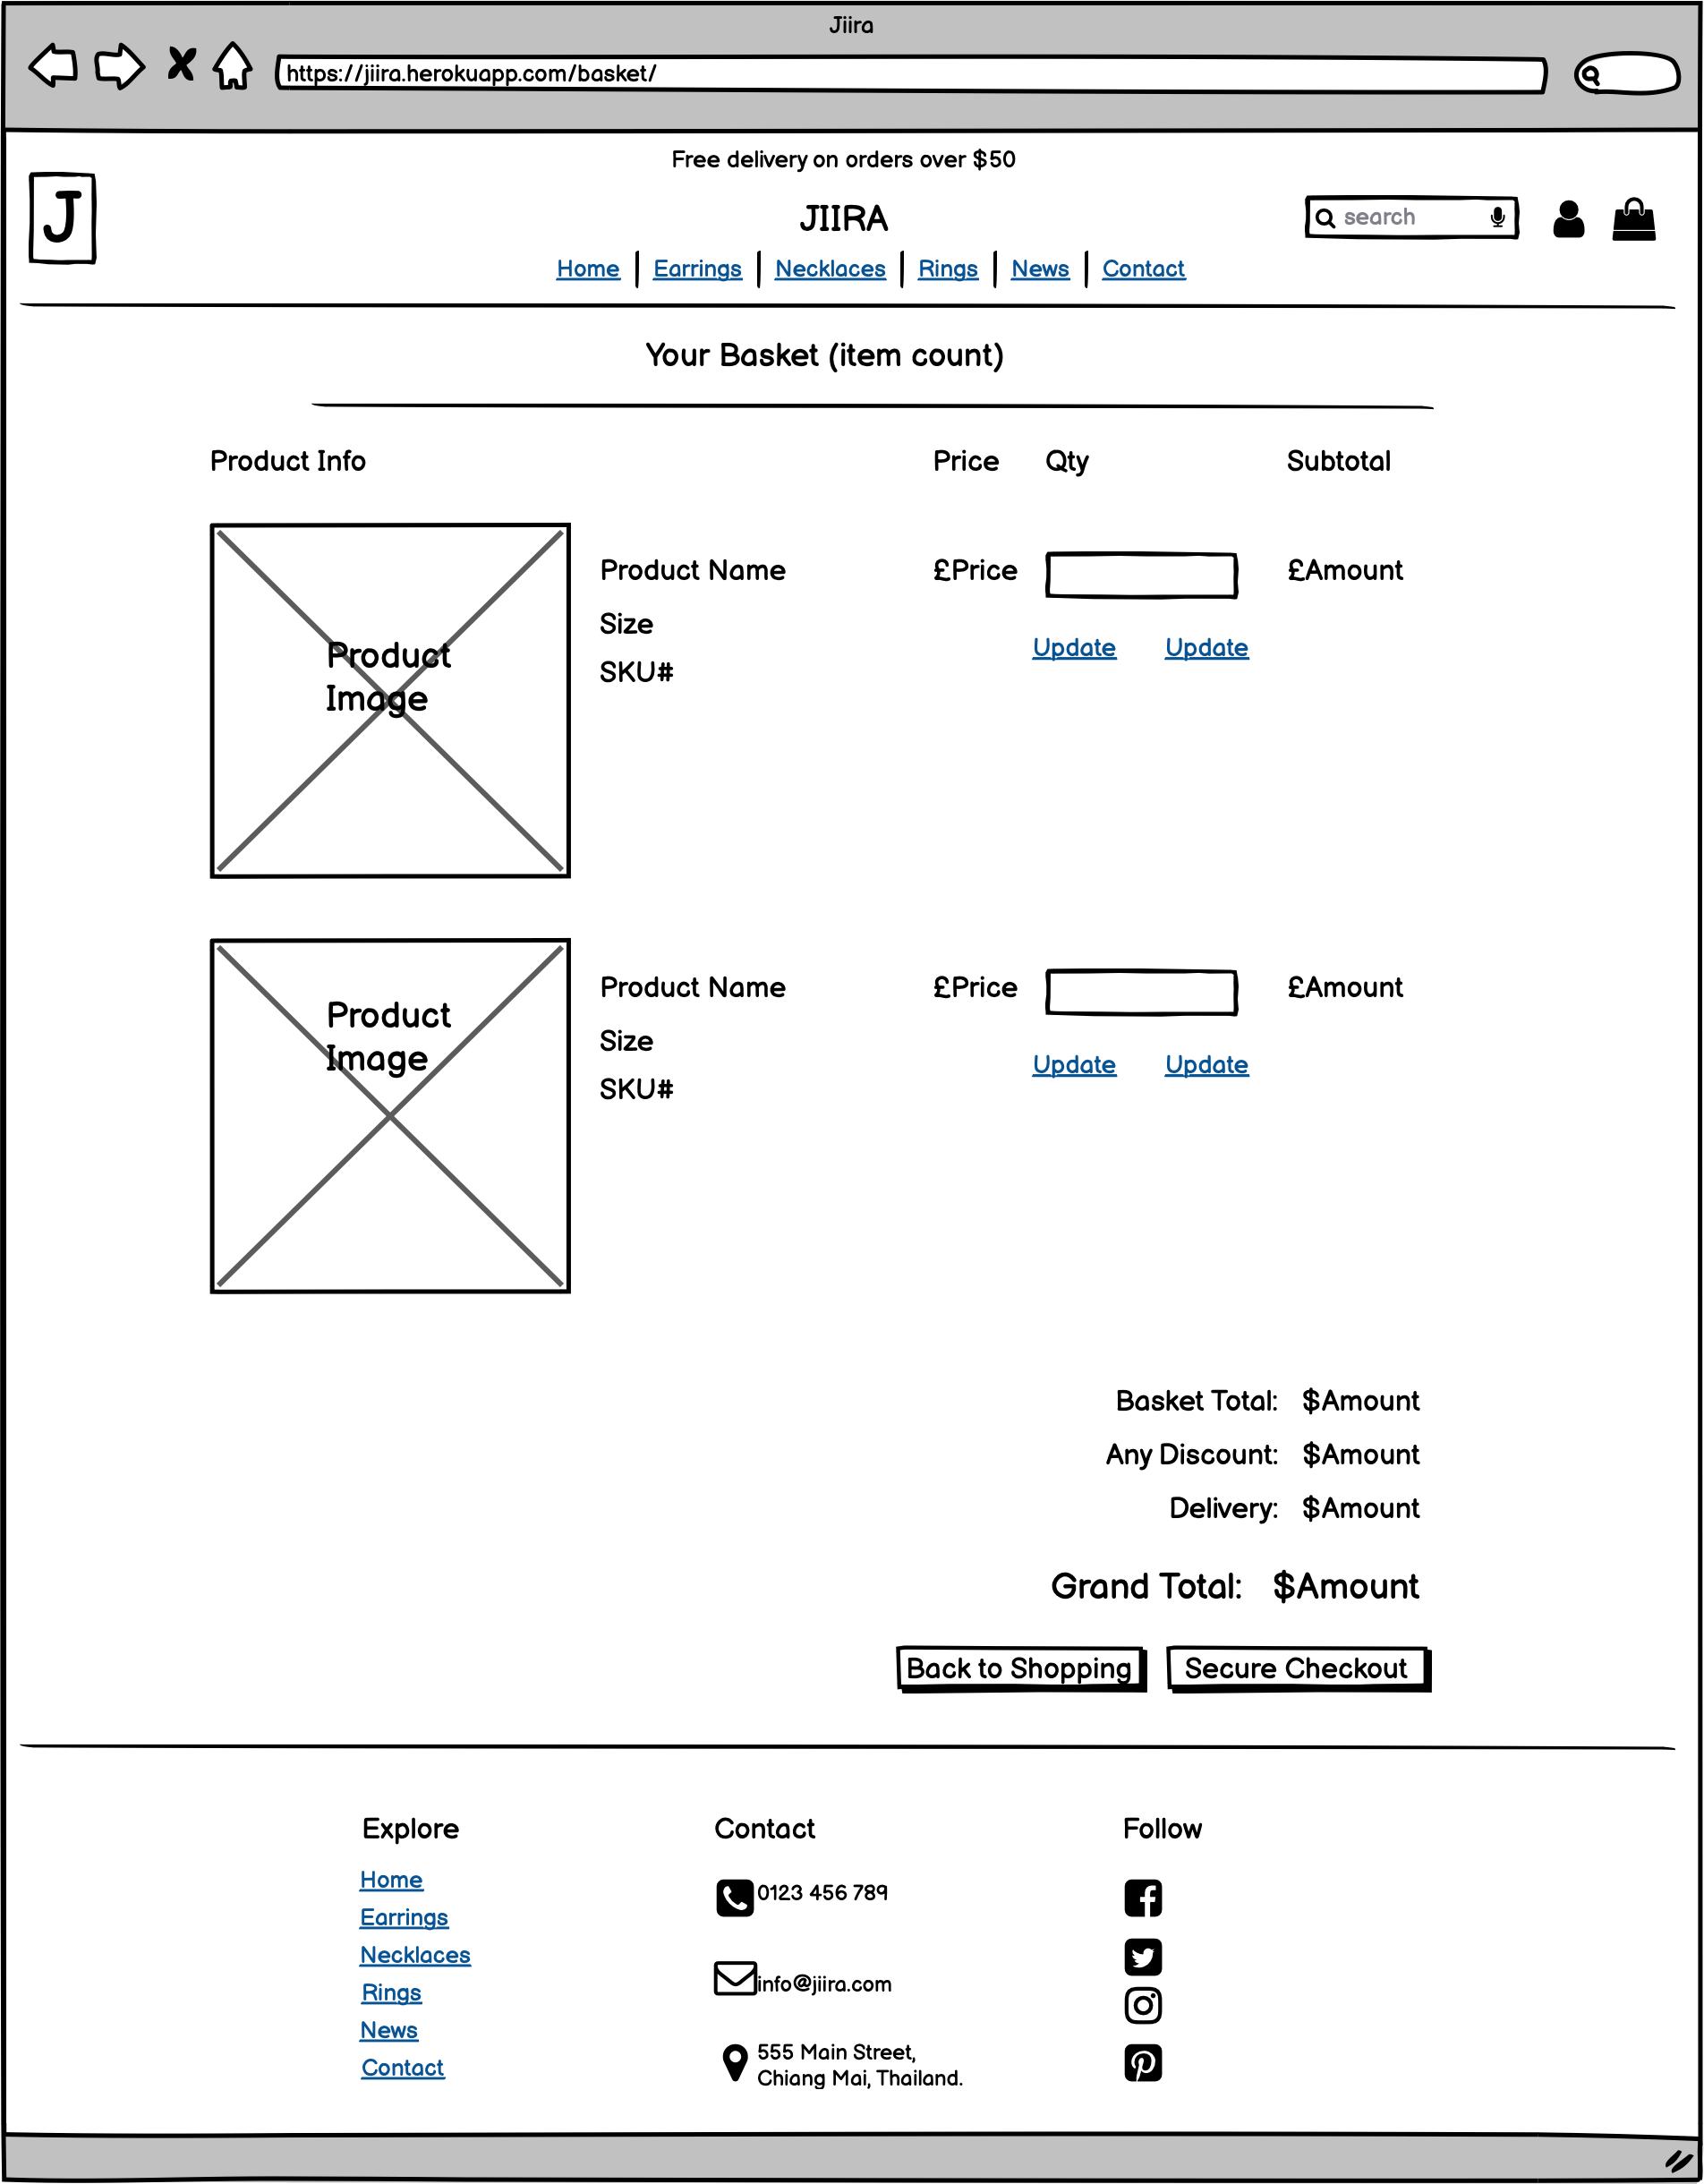 Jiira
https://jiira.herokuapp.com/basket/
Free delivery on orders over $50
J
JIIRA
search
Home Earrings Necklaces Rings News Contact
Your Basket (item count)
Product Info Price Qty Subtotal
Product Name £Price £Amount
Size
Update Update
Product
Image
SKU#
Product Name £Price £Amount
Product
Image
Size
Update Update
SKU#
Basket Total: $Amount
Any Discount: $Amount
Delivery: $Amount
Grand Total: $Amount
Back to Shopping Secure Checkout
Explore
Home
Earrings
Necklaces
Rings
News
Contact
Contact
0123 456 789
info@jiira.com
555 Main Street,
Chiang Mai, Thailand.
Follow